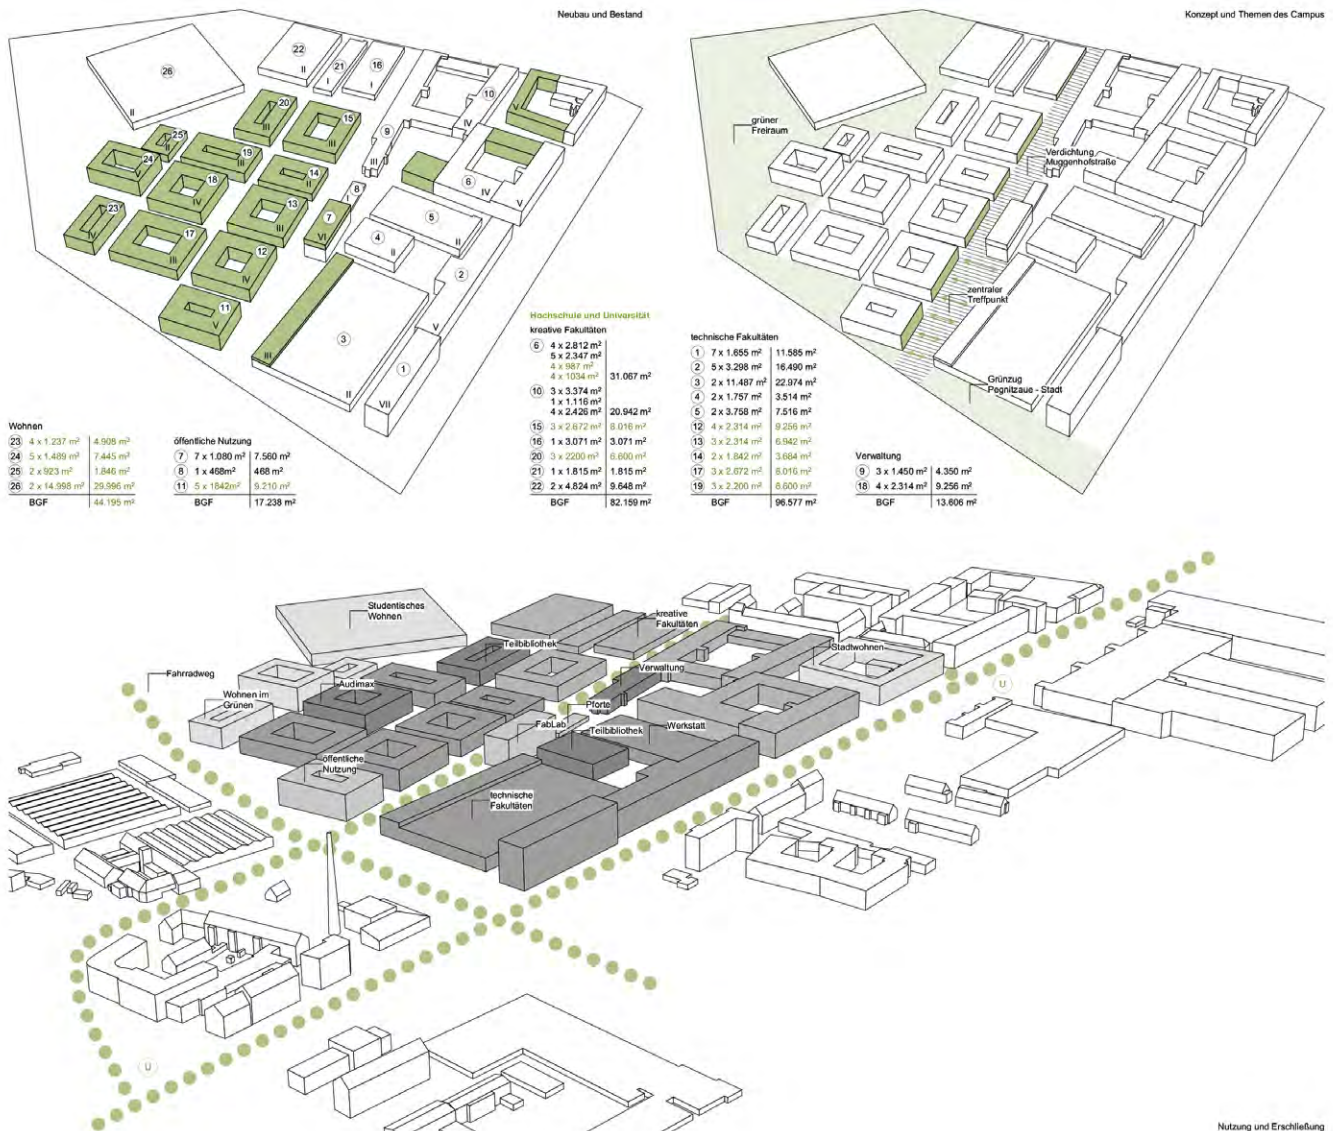 Neubau und Bestand
Konzept und Themen des Campus
22
II
21
I
16
I
26
II
20
III
15
III
I
10
IV
V
9
III
25
II
19
III
24
V
14
II
18
IV
8
I
6
IV
V
13
III
7
VI
5
II
23
IV
17
III
4
II
12
IV
2
V
11
V
3
III
II
1
VII
grüner
Freiraum
Verdichtung
Muggenhofstraße
zentraler
Treffpunkt
Grünzug
Pegnitzaue - Stadt
Wohnen
23 4 x 1.237 m² 4.908 m²
24 5 x 1.489 m² 7.445 m²
25 2 x 923 m² 1.846 m²
26 2 x 14.998 m² 29.996 m²
BGF 44.195 m²
öffentliche Nutzung
7 7 x 1.080 m² 7.560 m²
8 1 x 468m² 468 m²
11 5 x 1842m² 9.210 m²
BGF 17.238 m²
Hochschule und Universität
kreative Fakultäten
6 4 x 2.812 m²
5 x 2.347 m²
4 x 987 m²
4 x 1034 m² 31.067 m²
10 3 x 3.374 m²
1 x 1.116 m²
4 x 2.426 m² 20.942 m²
15 3 x 2.672 m² 8.016 m²
16 1 x 3.071 m² 3.071 m²
20 3 x 2200 m² 6.600 m²
21 1 x 1.815 m² 1.815 m²
22 2 x 4.824 m² 9.648 m²
BGF 82.159 m²
technische Fakultäten
1 7 x 1.655 m² 11.585 m²
2 5 x 3.298 m² 16.490 m²
3 2 x 11.487 m² 22.974 m²
4 2 x 1.757 m² 3.514 m²
5 2 x 3.758 m² 7.516 m²
12 4 x 2.314 m² 9.256 m²
13 3 x 2.314 m² 6.942 m²
14 2 x 1.842 m² 3.684 m²
17 3 x 2.672 m² 8.016 m²
19 3 x 2.200 m² 6.600 m²
BGF 96.577 m²
Verwaltung
9 3 x 1.450 m² 4.350 m²
18 4 x 2.314 m² 9.256 m²
BGF 13.606 m²
Studentisches
Wohnen
kreative
Fakultäten
Teilbibliothek
Stadtwohnen
Verwaltung
Fahrradweg
Audimax
Wohnen im
Grünen
Pforte
FabLab
Teilbibliothek
Werkstatt
öffentliche
Nutzung
technische
Fakultäten
U
U
Nutzung und Erschließung